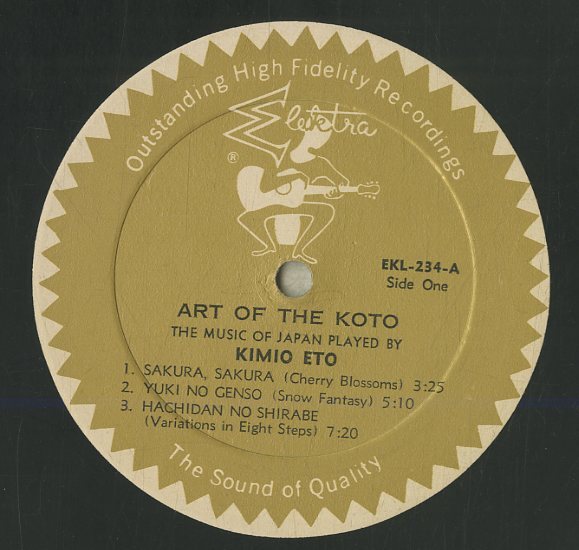 Outstanding High Fidelity Recordings
Elektra
®
EKL-234-A
Side One
ART OF THE KOTO
THE MUSIC OF JAPAN PLAYED BY
KIMIO ETO
1. SAKURA, SAKURA (Cherry Blossoms) 3:25
2. YUKI NO GENSO (Snow Fantasy) 5:10
3. HACHIDAN NO SHIRABE
(Variations in Eight Steps) 7:20
The Sound of Quality